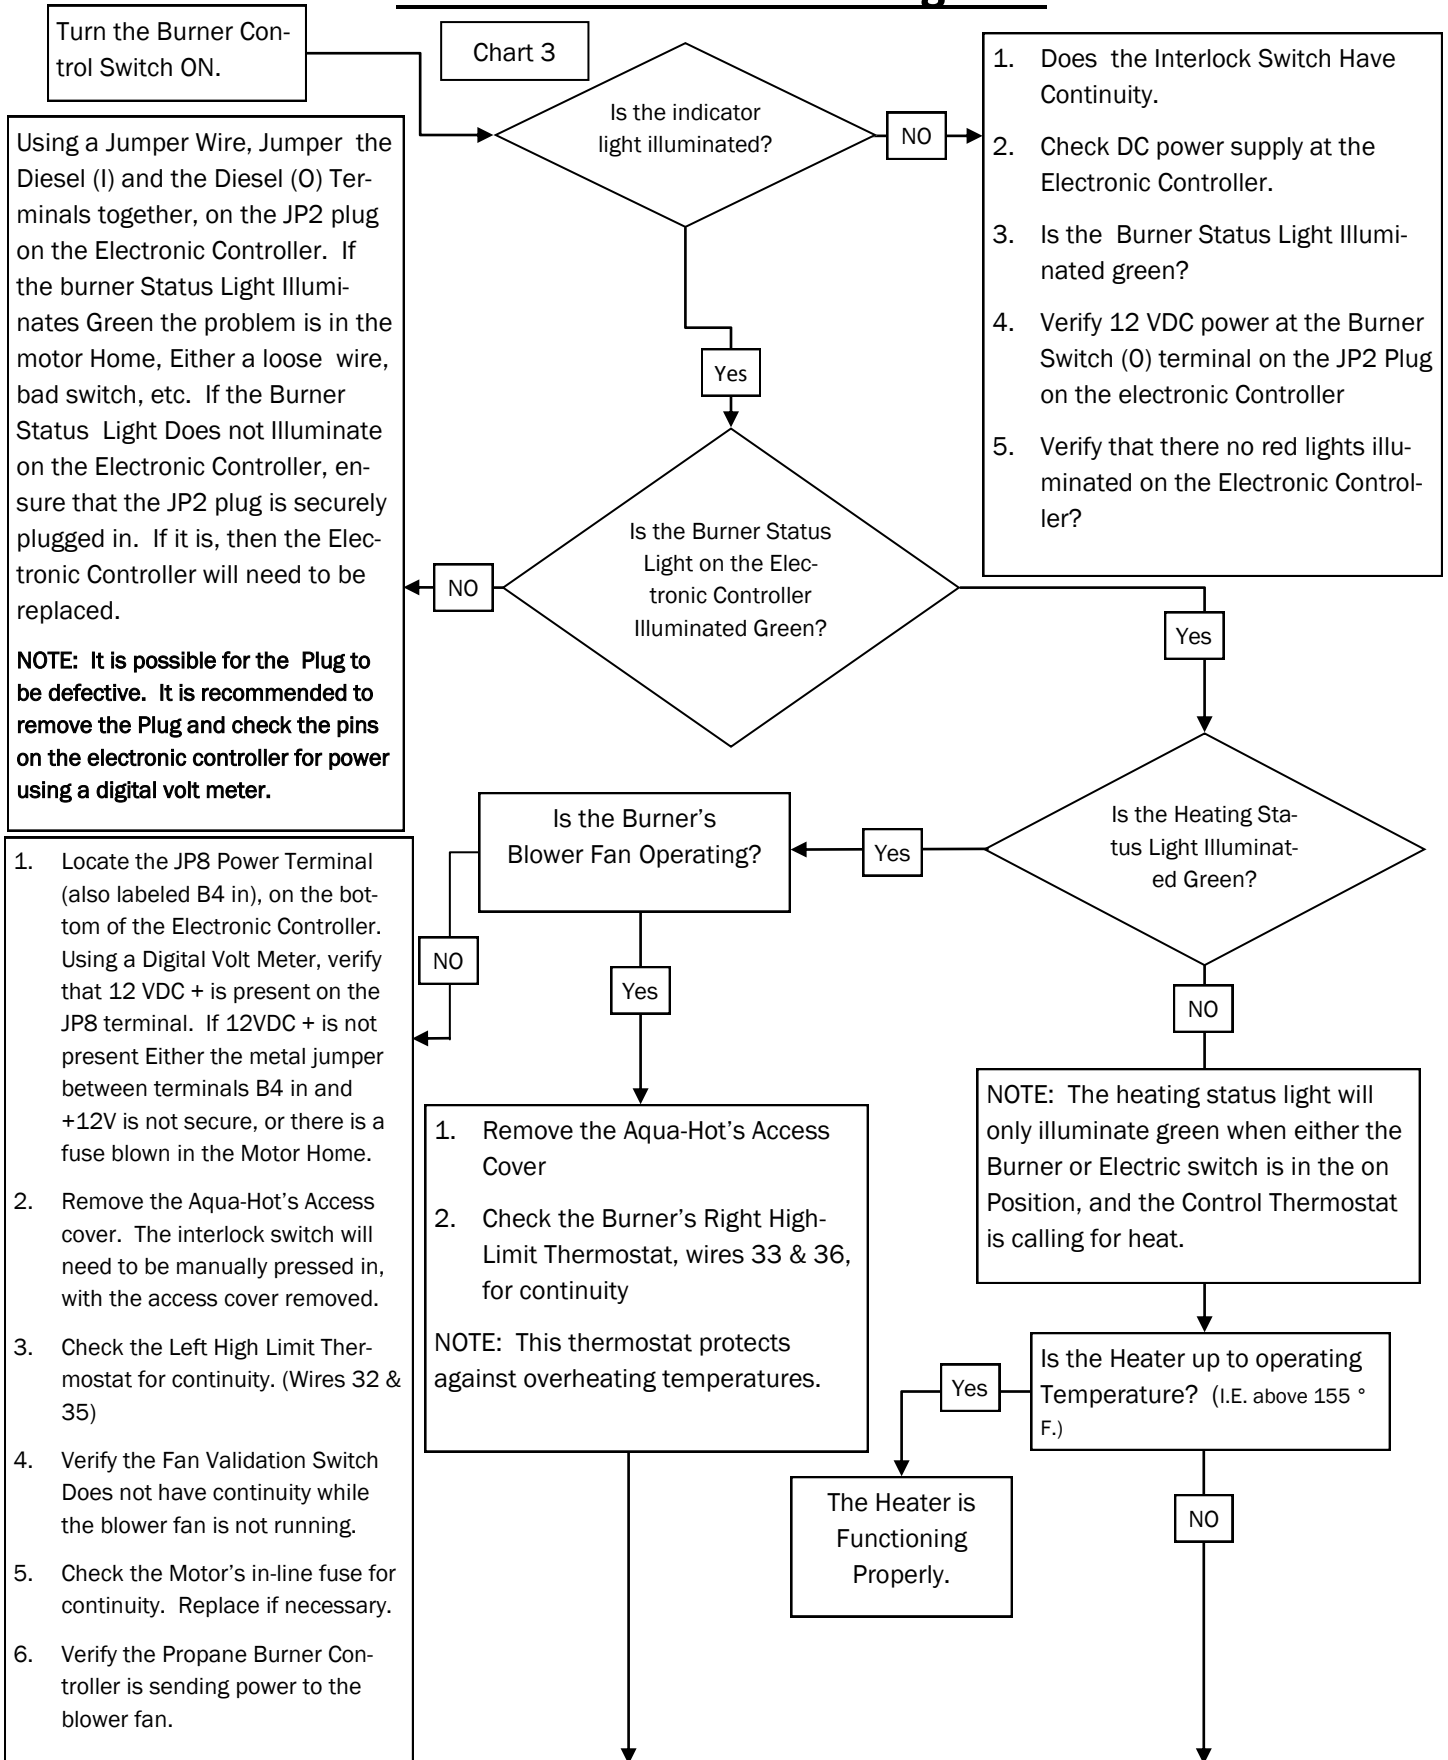 Turn the Burner Con-
trol Switch ON.
Chart 3
Is the indicator
light illuminated?
NO
1. Does the Interlock Switch Have
Continuity.
2. Check DC power supply at the
Electronic Controller.
3. Is the Burner Status Light Illumi-
nated green?
4. Verify 12 VDC power at the Burner
Switch (O) terminal on the JP2 Plug
on the electronic Controller
5. Verify that there no red lights illu-
minated on the Electronic Control-
ler?
Yes
Using a Jumper Wire, Jumper the
Diesel (I) and the Diesel (O) Ter-
minals together, on the JP2 plug
on the Electronic Controller. If
the burner Status Light Illumi-
nates Green the problem is in the
motor Home, Either a loose wire,
bad switch, etc. If the Burner
Status Light Does not Illuminate
on the Electronic Controller, en-
sure that the JP2 plug is securely
plugged in. If it is, then the Elec-
tronic Controller will need to be
replaced.
NOTE: It is possible for the Plug to
be defective. It is recommended to
remove the Plug and check the pins
on the electronic controller for power
using a digital volt meter.
NO
Is the Burner Status
Light on the Elec-
tronic Controller
Illuminated Green?
Yes
Is the Heating Sta-
tus Light Illuminat-
ed Green?
Yes
Is the Burner's
Blower Fan Operating?
NO
Yes
NO
1. Locate the JP8 Power Terminal
(also labeled B4 in), on the bot-
tom of the Electronic Controller.
Using a Digital Volt Meter, verify
that 12 VDC + is present on the
JP8 terminal. If 12VDC + is not
present Either the metal jumper
between terminals B4 in and
+12V is not secure, or there is a
fuse blown in the Motor Home.
2. Remove the Aqua-Hot's Access
cover. The interlock switch will
need to be manually pressed in,
with the access cover removed.
3. Check the Left High Limit Ther-
mostat for continuity. (Wires 32 &
35)
4. Verify the Fan Validation Switch
Does not have continuity while
the blower fan is not running.
5. Check the Motor's in-line fuse for
continuity. Replace if necessary.
6. Verify the Propane Burner Con-
troller is sending power to the
blower fan.
1. Remove the Aqua-Hot's Access
Cover
2. Check the Burner's Right High-
Limit Thermostat, wires 33 & 36,
for continuity
NOTE: This thermostat protects
against overheating temperatures.
NOTE: The heating status light will
only illuminate green when either the
Burner or Electric switch is in the on
Position, and the Control Thermostat
is calling for heat.
Is the Heater up to operating
Temperature? (I.E. above 155 °
F.)
Yes
The Heater is
Functioning
Properly.
NO